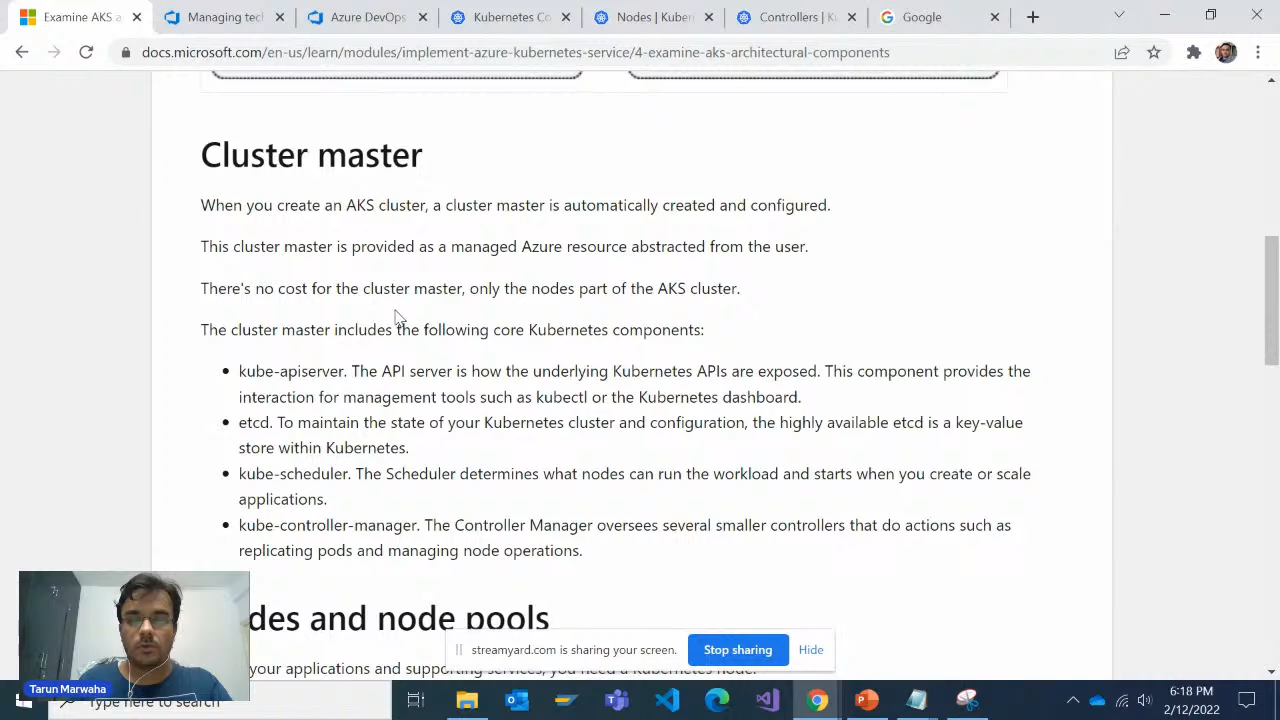 Examine AKS
Managing tec
Azure DevOps
Kubernetes Co
Nodes | Kuber
Controllers | Ku
Google
docs.microsoft.com/en-us/learn/modules/implement-azure-kubernetes-service/4-examine-aks-architectural-components
Cluster master
When you create an AKS cluster, a cluster master is automatically created and configured.
This cluster master is provided as a managed Azure resource abstracted from the user.
There's no cost for the cluster master, only the nodes part of the AKS cluster.
The cluster master includes the following core Kubernetes components:
kube-apiserver. The API server is how the underlying Kubernetes APIs are exposed. This component provides the
interaction for management tools such as kubectl or the Kubernetes dashboard.
etcd. To maintain the state of your Kubernetes cluster and configuration, the highly available etcd is a key-value
store within Kubernetes.
kube-scheduler. The Scheduler determines what nodes can run the workload and starts when you create or scale
applications.
kube-controller-manager. The Controller Manager oversees several smaller controllers that do actions such as
replicating pods and managing node operations.
des and node pools
streamyard.com is sharing your screen.
Stop sharing
Hide
your applications and supporting services, you need a Kubernetes node.
Tarun Marwaha
Type here to search
6:18 PM
2/12/2022